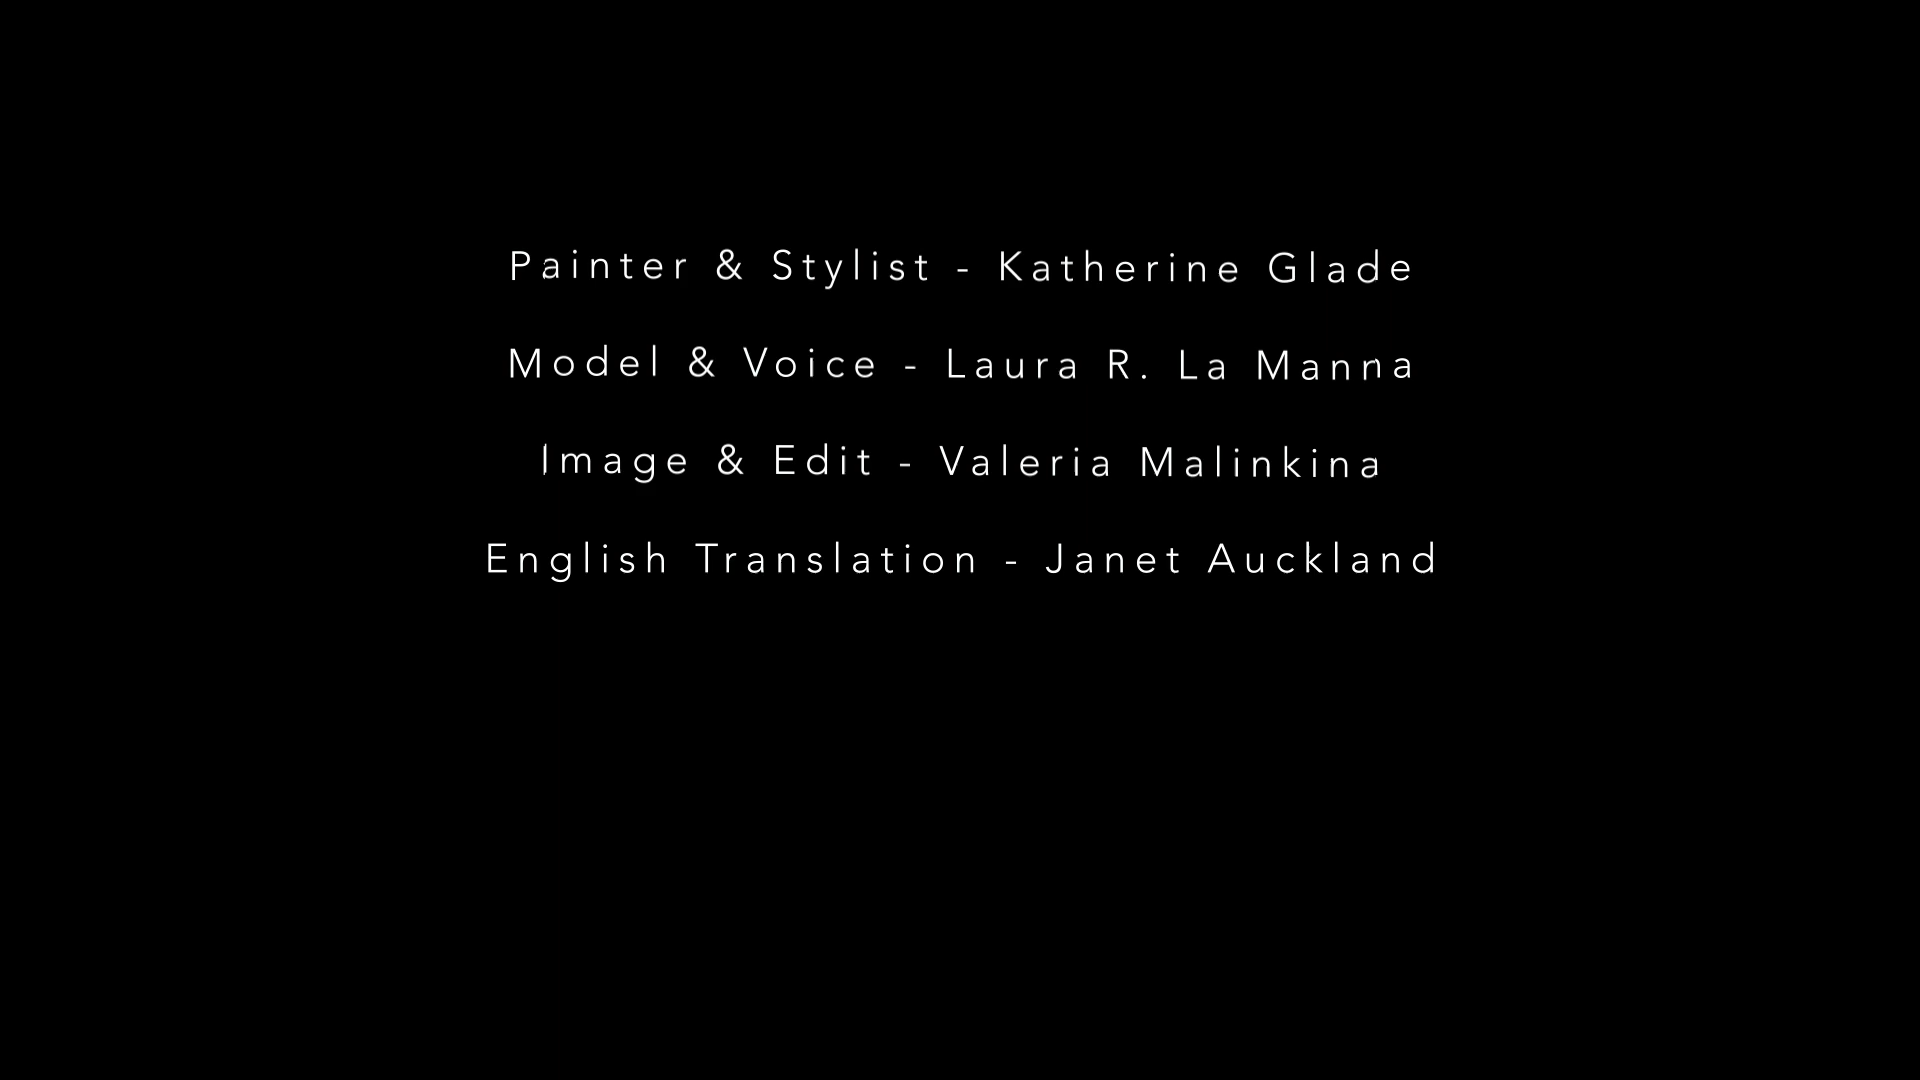 Painter & Stylist - Katherine Glade
Model & Voice - Laura R. La Manna
Image & Edit - Valeria Malinkina
English Translation - Janet Auckland